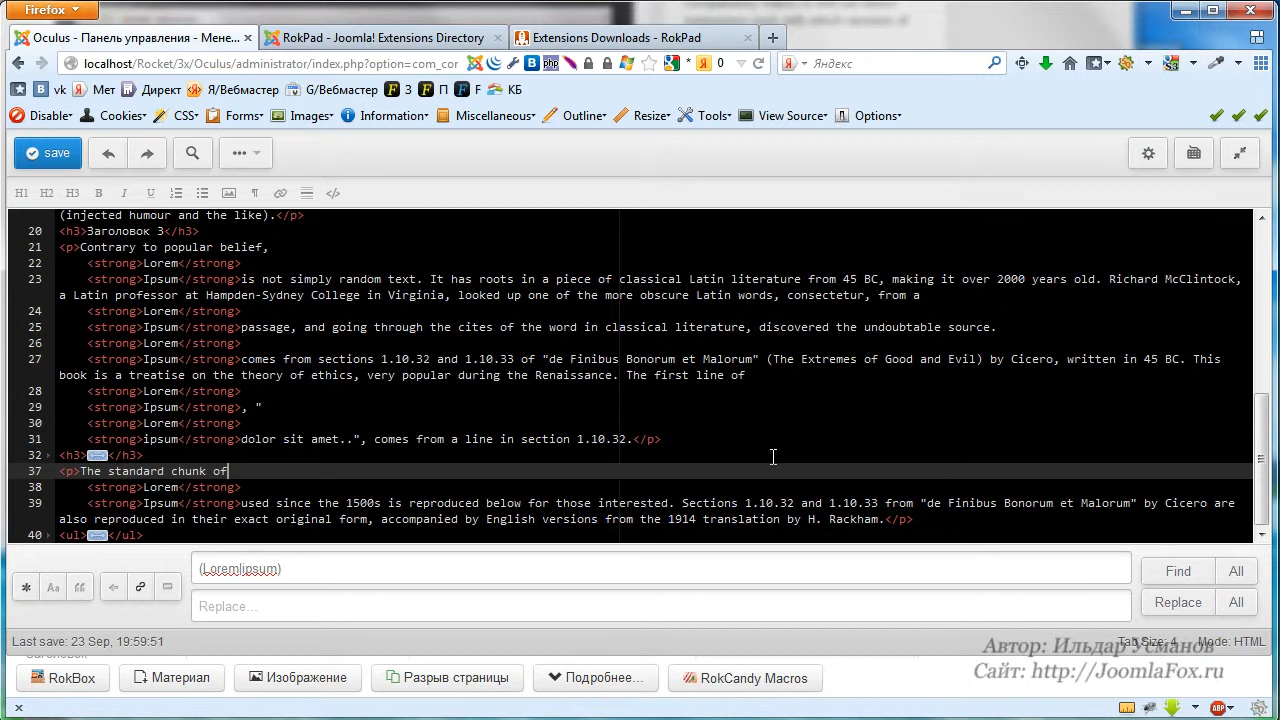 Firefox
Oculus - Панель управления - Мене...
RokPad - Joomla! Extensions Directory
Extensions Downloads - RokPad
localhost/Rocket/3x/Oculus/administrator/index.php?option=com_cor
0
Яндекс
vk
Мет
Директ
Я/Вебмастер
G/Вебмастер
З
П
F
КБ
Disable
Cookies
CSS
Forms
Images
Information
Miscellaneous
Outline
Resize
Tools
View Source
Options
save
H1 H2 H3 B I U
(injected humour and the like).</p>
20 <h3>Заголовок 3</h3>
21 <p>Contrary to popular belief,
22 <strong>Lorem</strong>
23 <strong>Ipsum</strong>is not simply random text. It has roots in a piece of classical Latin literature from 45 BC, making it over 2000 years old. Richard McClintock,
a Latin professor at Hampden-Sydney College in Virginia, looked up one of the more obscure Latin words, consectetur, from a
24 <strong>Lorem</strong>
25 <strong>Ipsum</strong>passage, and going through the cites of the word in classical literature, discovered the undoubtable source.
26 <strong>Lorem</strong>
27 <strong>Ipsum</strong>comes from sections 1.10.32 and 1.10.33 of "de Finibus Bonorum et Malorum" (The Extremes of Good and Evil) by Cicero, written in 45 BC. This
book is a treatise on the theory of ethics, very popular during the Renaissance. The first line of
28 <strong>Lorem</strong>
29 <strong>Ipsum</strong>, "
30 <strong>Lorem</strong>
31 <strong>ipsum</strong>dolor sit amet..", comes from a line in section 1.10.32.</p>
32 <h3></h3>
37 <p>The standard chunk of
38 <strong>Lorem</strong>
39 <strong>Ipsum</strong>used since the 1500s is reproduced below for those interested. Sections 1.10.32 and 1.10.33 from "de Finibus Bonorum et Malorum" by Cicero are
also reproduced in their exact original form, accompanied by English versions from the 1914 translation by H. Rackham.</p>
40 <ul></ul>
(Loremlipsum)
Find All
Replace...
Replace All
Last save: 23 Sep, 19:59:51
Tab Size: 4
Mode: HTML
Автор: Ильдар Усманов
Сайт: http://JoomlaFox.ru
RokBox
Материал
Изображение
Разрыв страницы
Подробнее...
RokCandy Macros